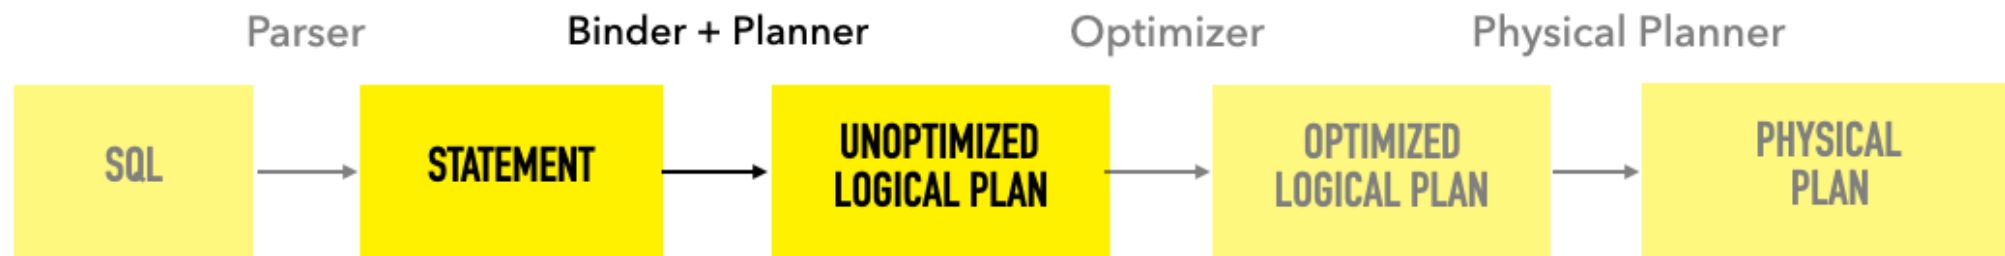 Parser
Binder + Planner
Optimizer
Physical Planner
SQL
STATEMENT
UNOPTIMIZED
LOGICAL PLAN
OPTIMIZED
LOGICAL PLAN
PHYSICAL
PLAN